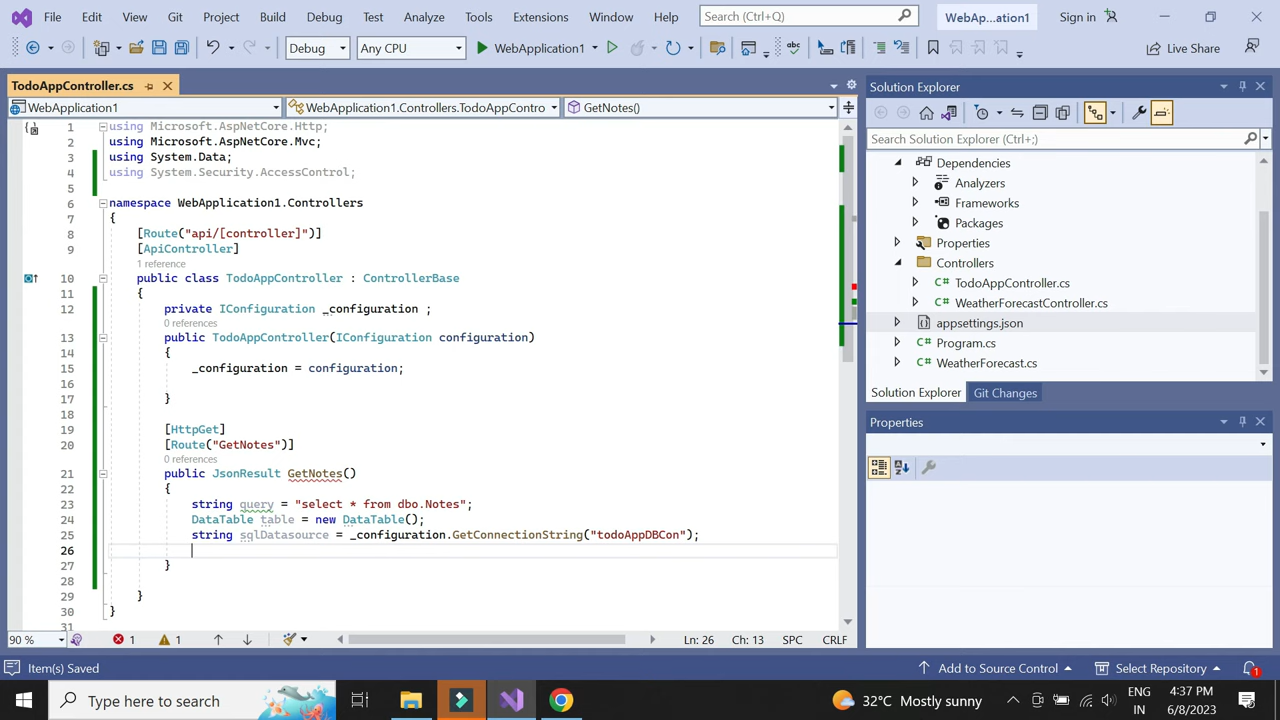 File Edit View Git Project Build Debug Test Analyze Tools Extensions Window Help Search (Ctrl+Q) WebAp...ation1 Sign in
Debug Any CPU WebApplication1 Live Share
TodoAppController.cs
WebApplication1 WebApplication1.Controllers.TodoAppContro GetNotes()
1 using Microsoft.AspNetCore.Http;
2 using Microsoft.AspNetCore.Mvc;
3 using System.Data;
4 using System.Security.AccessControl;
5
6 namespace WebApplication1.Controllers
7 {
8 [Route("api/[controller]")]
9 [ApiController]
1 reference
10 public class TodoAppController : ControllerBase
11 {
12 private IConfiguration _configuration ;
0 references
13 public TodoAppController(IConfiguration configuration)
14 {
15 _configuration = configuration;
16
17 }
18
19 [HttpGet]
20 [Route("GetNotes")]
0 references
21 public JsonResult GetNotes()
22 {
23 string query = "select * from dbo.Notes";
24 DataTable table = new DataTable();
25 string sqlDatasource = _configuration.GetConnectionString("todoAppDBCon");
26
27 }
28
29 }
30 }
31
90 % 1 1 Ln: 26 Ch: 13 SPC CRLF
Solution Explorer
Search Solution Explorer (Ctrl+;)
Dependencies
Analyzers
Frameworks
Packages
Properties
Controllers
TodoAppController.cs
WeatherForecastController.cs
appsettings.json
Program.cs
WeatherForecast.cs
Solution Explorer Git Changes
Properties
Item(s) Saved Add to Source Control Select Repository 1
Type here to search 32°C Mostly sunny ENG IN 4:37 PM 6/8/2023